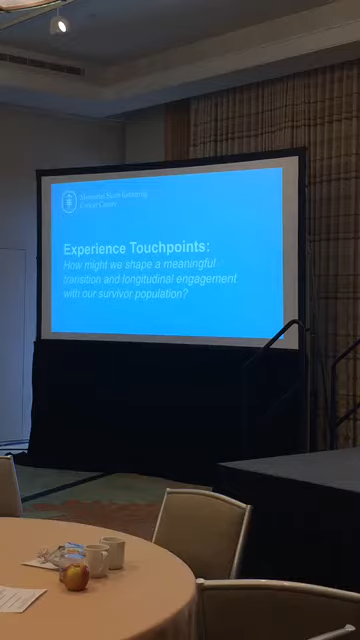 Memorial Sloan Kettering
Cancer Center
Experience Touchpoints:
How might we shape a meaningful
transition and longitudinal engagement
with our survivor population?